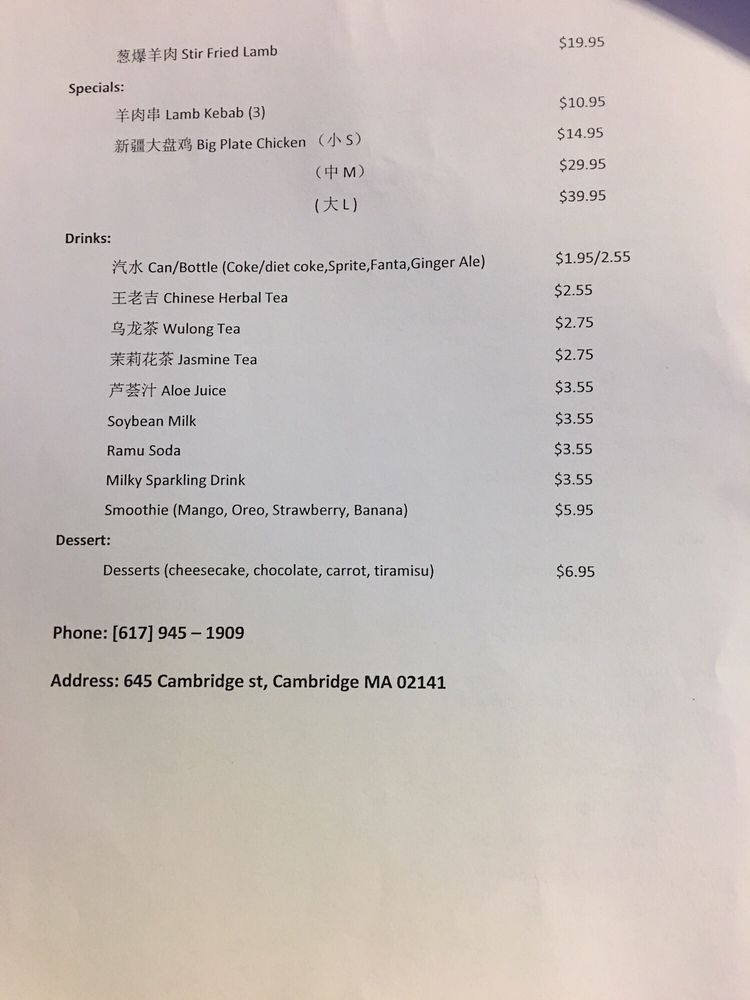 葱爆羊肉 Stir Fried Lamb $19.95
Specials:
羊肉串 Lamb Kebab (3) $10.95
新疆大盘鸡 Big Plate Chicken （小 S） $14.95
（中 M） $29.95
（大 L） $39.95
Drinks:
汽水 Can/Bottle (Coke/diet coke,Sprite,Fanta,Ginger Ale) $1.95/2.55
王老吉 Chinese Herbal Tea $2.55
乌龙茶 Wulong Tea $2.75
茉莉花茶 Jasmine Tea $2.75
芦荟汁 Aloe Juice $3.55
Soybean Milk $3.55
Ramu Soda $3.55
Milky Sparkling Drink $3.55
Smoothie (Mango, Oreo, Strawberry, Banana) $5.95
Dessert:
Desserts (cheesecake, chocolate, carrot, tiramisu) $6.95
Phone: [617] 945 – 1909
Address: 645 Cambridge st, Cambridge MA 02141